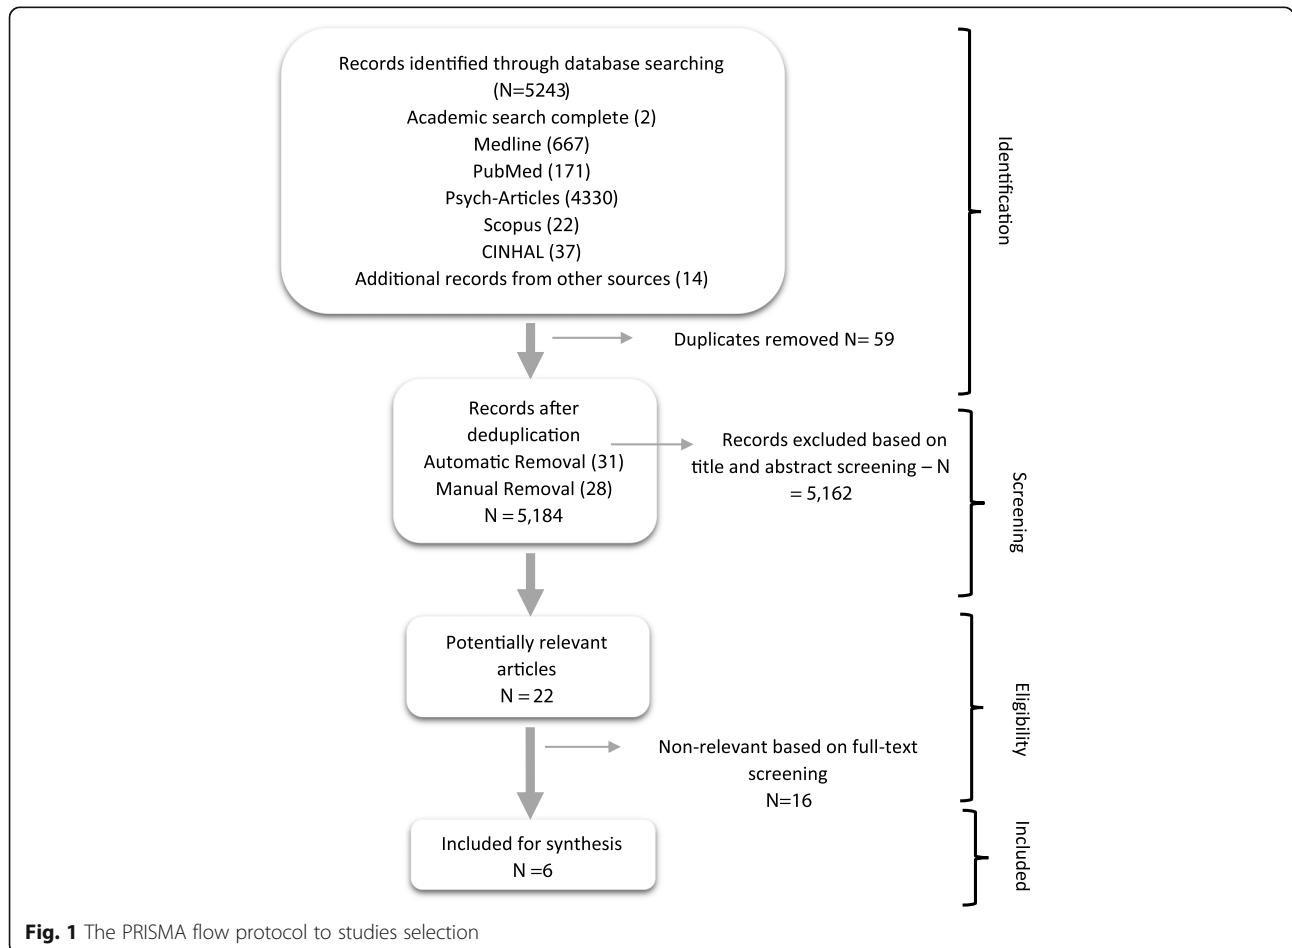 Records identified through database searching
(N=5243)
Academic search complete (2)
Medline (667)
PubMed (171)
Psych-Articles (4330)
Scopus (22)
CINHAL (37)
Additional records from other sources (14)
Identification
Duplicates removed N= 59
Records after
deduplication
Automatic Removal (31)
Manual Removal (28)
N = 5,184
Records excluded based on
title and abstract screening – N
= 5,162
Screening
Potentially relevant
articles
N = 22
Eligibility
Non-relevant based on full-text
screening
N=16
Included for synthesis
N =6
Included
Fig. 1 The PRISMA flow protocol to studies selection